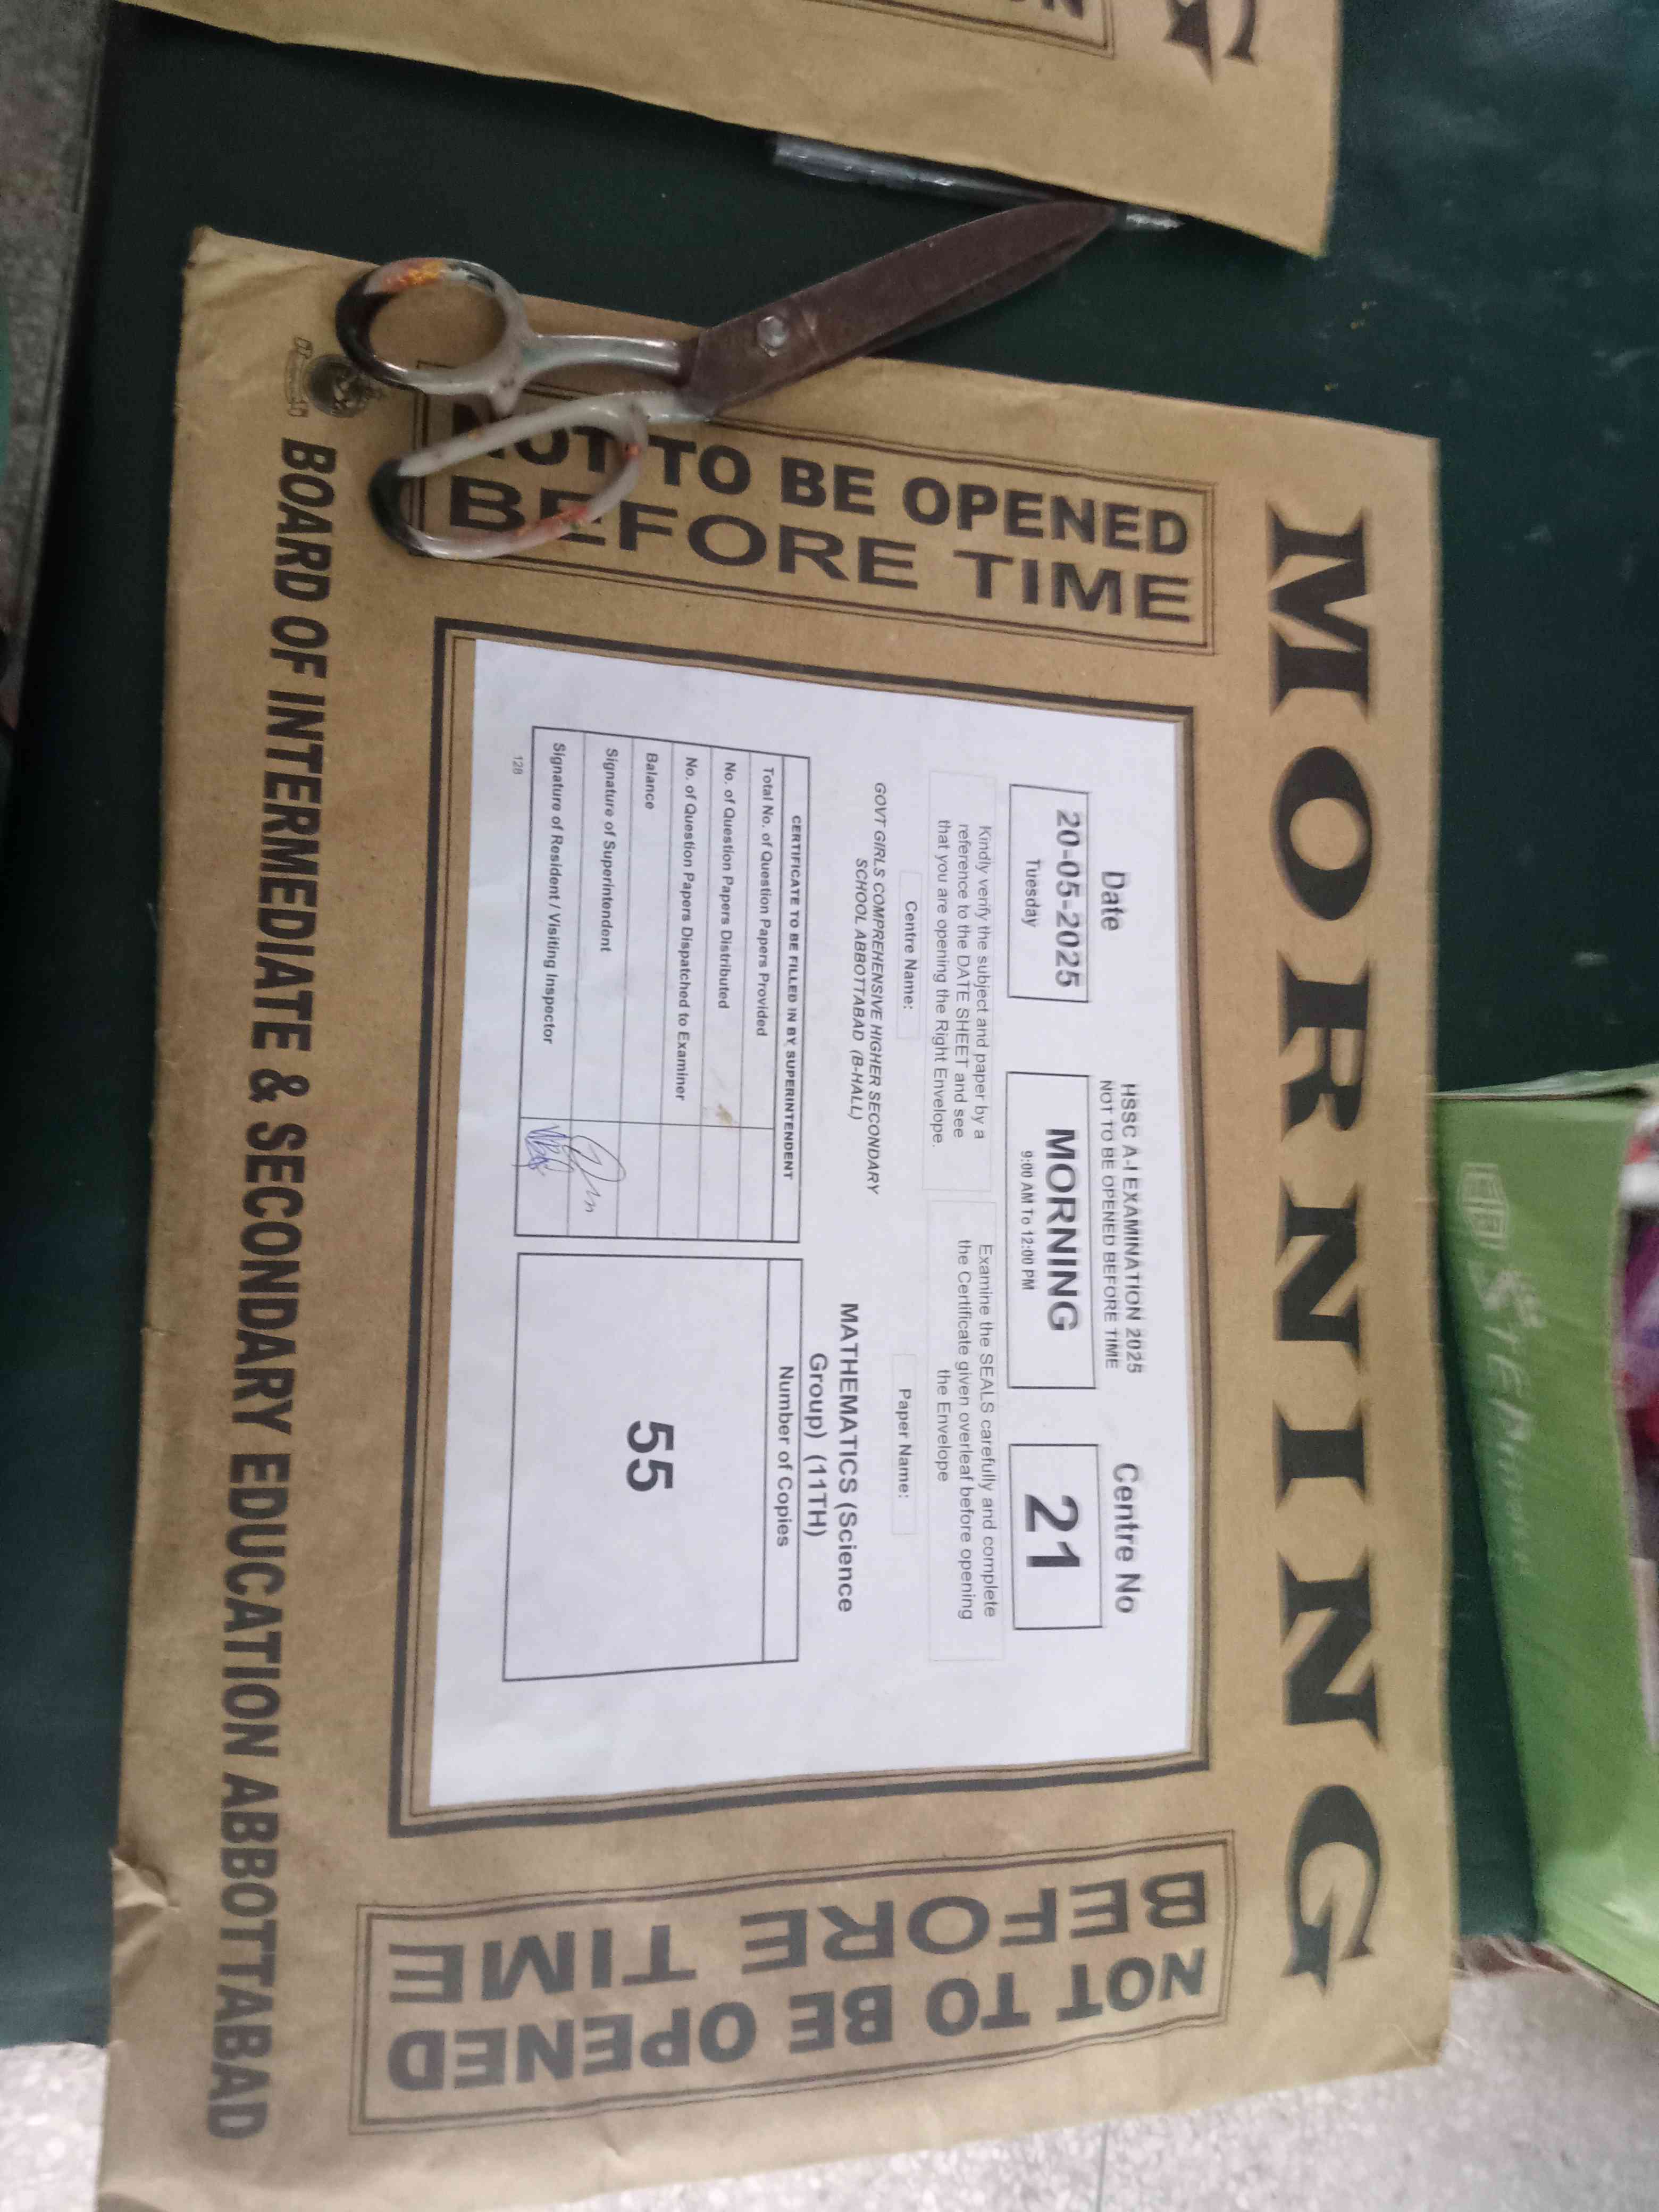 MORNING
NOT TO BE OPENED
BEFORE TIME
Date
20-05-2025
Tuesday
HSSC A-I EXAMINATION 2025
NOT TO BE OPENED BEFORE TIME
MORNING
9:00 AM To 12:00 PM
Centre No
21
Kindly verify the subject and paper by a
reference to the DATE SHEET and see
that you are opening the Right Envelope.
Examine the SEALS carefully and complete
the Certificate given overleaf before opening
the Envelope
Centre Name:
GOVT GIRLS COMPREHENSIVE HIGHER SECONDARY
SCHOOL ABBOTTABAD (B-HALL)
Paper Name:
MATHEMATICS (Science
Group) (11TH)
CERTIFICATE TO BE FILLED IN BY SUPERINTENDENT
Total No. of Question Papers Provided
No. of Question Papers Distributed
No. of Question Papers Dispatched to Examiner
Balance
Signature of Superintendent
Signature of Resident / Visiting Inspector
128
Number of Copies
55
NOT TO BE OPENED
BEFORE TIME
BOARD OF INTERMEDIATE & SECONDARY EDUCATION ABBOTTABAD